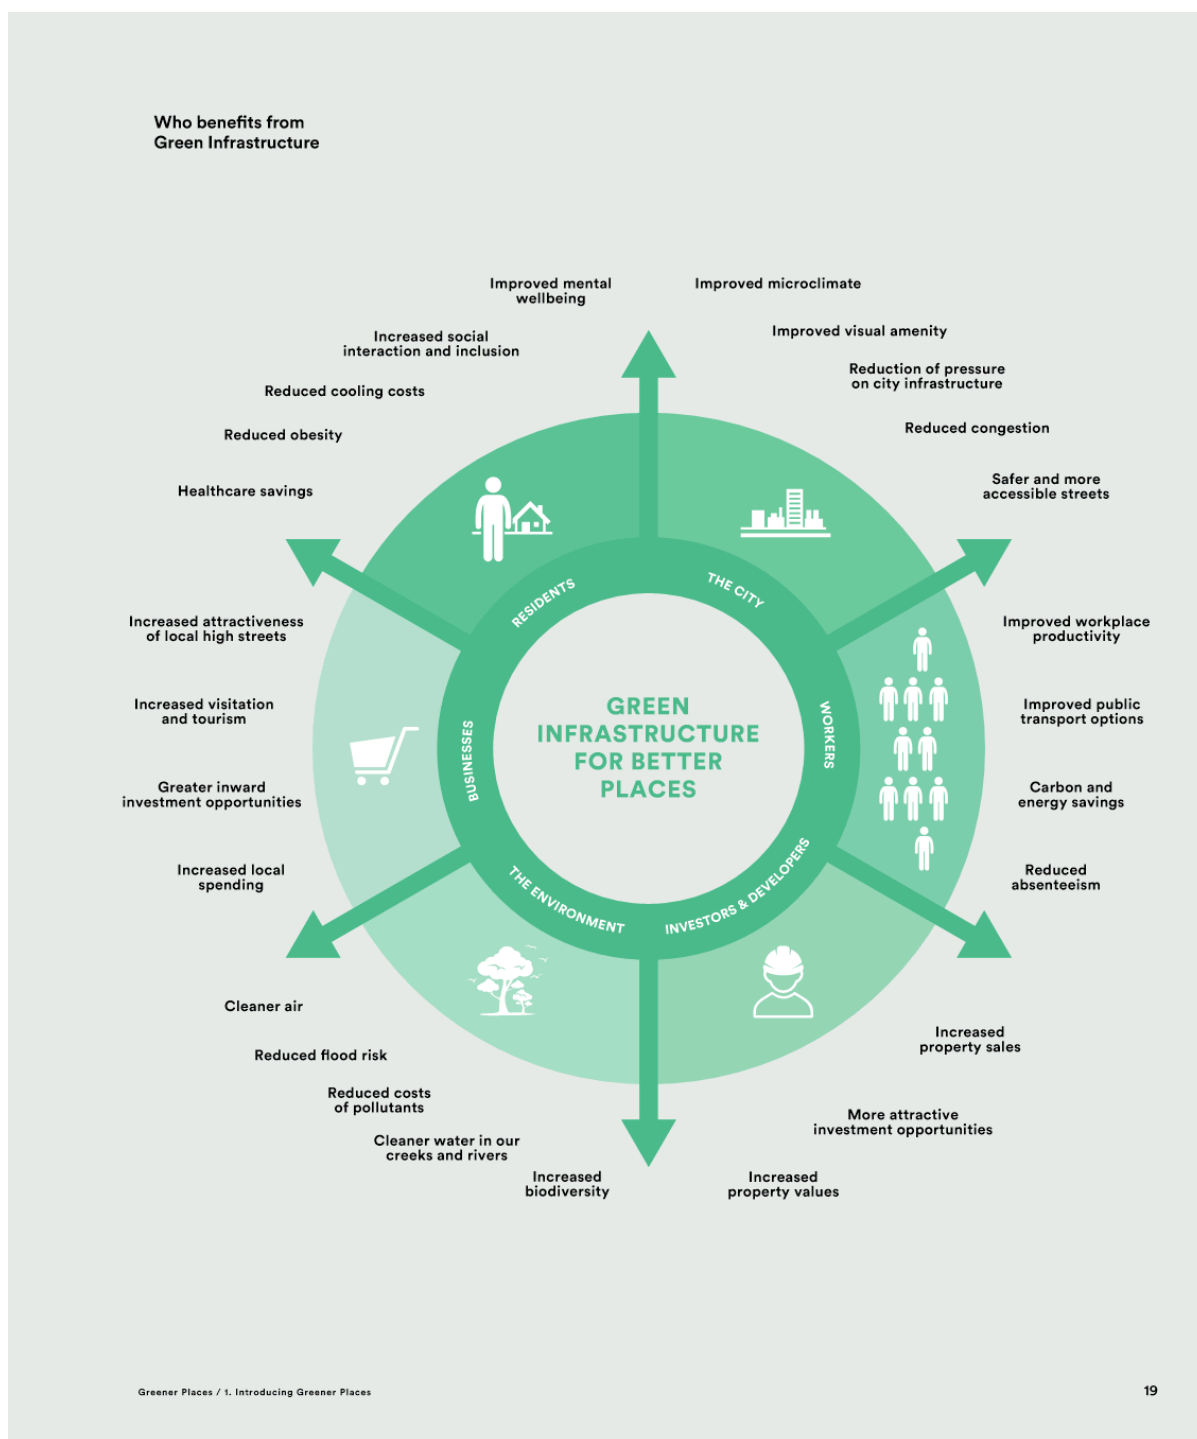 Who benefits from
Green Infrastructure
Improved mental
wellbeing
Increased social
interaction and inclusion
Reduced cooling costs
Reduced obesity
Healthcare savings
Improved microclimate
Improved visual amenity
Reduction of pressure
on city infrastructure
Reduced congestion
Safer and more
accessible streets
RESIDENTS
THE CITY
Increased attractiveness
of local high streets
Increased visitation
and tourism
Greater inward
investment opportunities
Increased local
spending
BUSINESSES
GREEN
INFRASTRUCTURE
FOR BETTER
PLACES
WORKERS
Improved workplace
productivity
Improved public
transport options
Carbon and
energy savings
Reduced
absenteeism
THE ENVIRONMENT
INVESTORS & DEVELOPERS
Cleaner air
Reduced flood risk
Reduced costs
of pollutants
Cleaner water in our
creeks and rivers
Increased
biodiversity
Increased
property sales
More attractive
investment opportunities
Increased
property values
Greener Places / 1. Introducing Greener Places
19